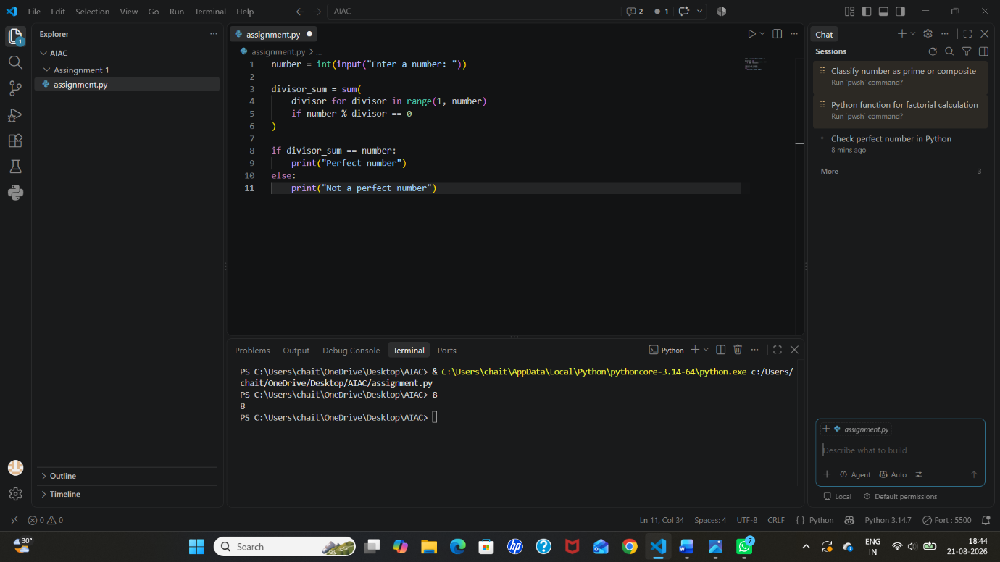 File Edit Selection View Go Run Terminal Help
AIAC
2
1
1
Explorer
AIAC
Assingnment 1
assignment.py
Outline
Timeline
assignment.py
assignment.py > ...
1 number = int(input("Enter a number: "))
2
3 divisor_sum = sum(
4 divisor for divisor in range(1, number)
5 if number % divisor == 0
6 )
7
8 if divisor_sum == number:
9 print("Perfect number")
10 else:
11 print("Not a perfect number")
Problems Output Debug Console Terminal Ports
Python
PS C:\Users\chait\OneDrive\Desktop\AIAC> & C:\Users\chait\AppData\Local\Python\pythoncore-3.14-64\python.exe c:/Users/
chait/OneDrive/Desktop/AIAC/assignment.py
PS C:\Users\chait\OneDrive\Desktop\AIAC> 8
8
PS C:\Users\chait\OneDrive\Desktop\AIAC>
Chat
Sessions
Classify number as prime or composite
Run `pwsh` command?
Python function for factorial calculation
Run `pwsh` command?
Check perfect number in Python
8 mins ago
More 3
assignment.py
Describe what to build
Agent Auto
Local Default permissions
0 0
Ln 11, Col 34 Spaces: 4 UTF-8 CRLF { } Python Python 3.14.7 Port : 5500
30°
Search
hp
7
ENG
IN
18:44
21-08-2026